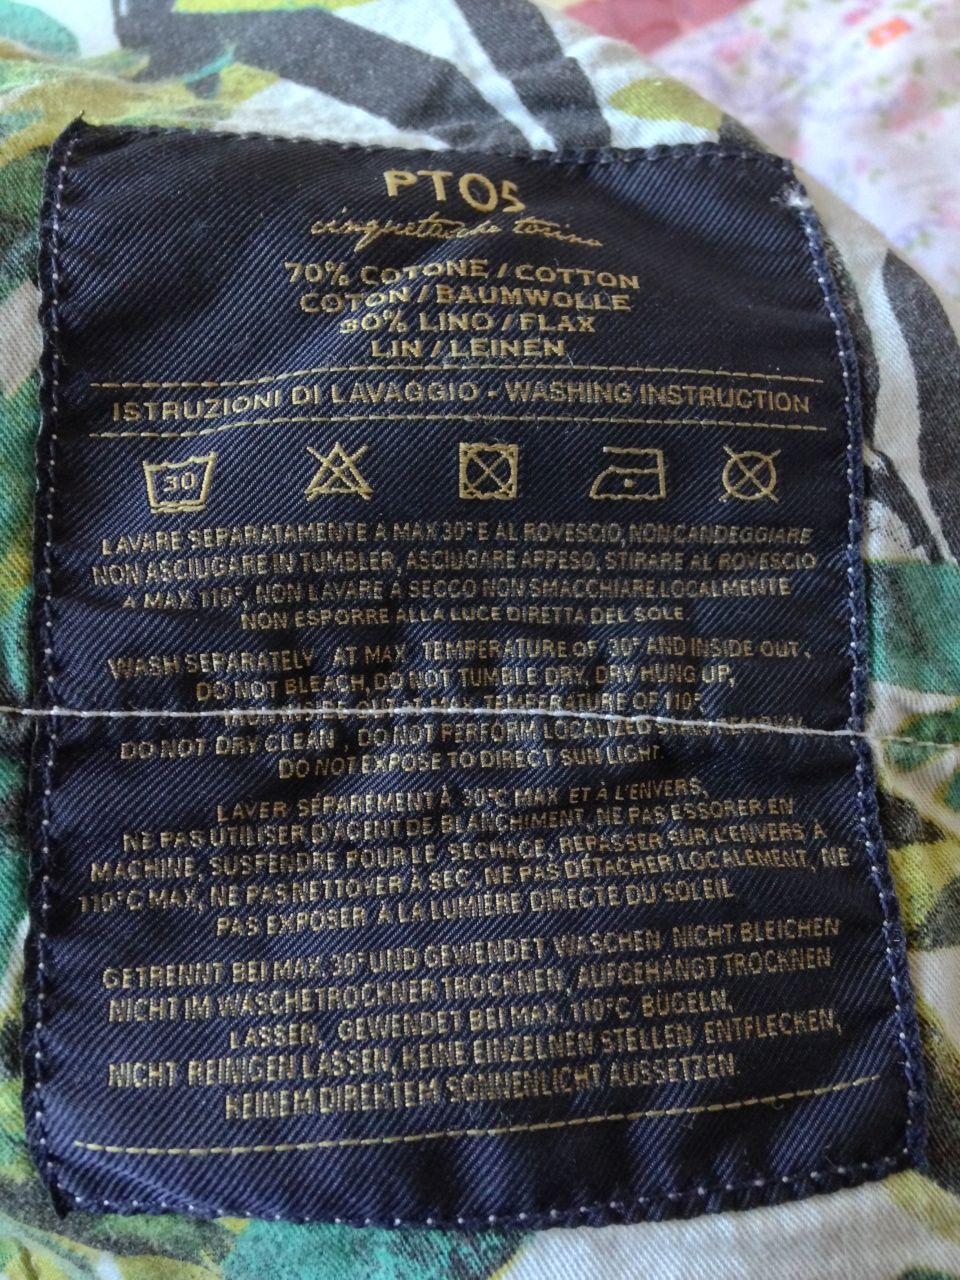 PT05
cinquetasche torino
70% COTONE / COTTON
COTON / BAUMWOLLE
30% LINO / FLAX
LIN / LEINEN
ISTRUZIONI DI LAVAGGIO - WASHING INSTRUCTION
30
LAVARE SEPARATAMENTE A MAX 30° E AL ROVESCIO, NON CANDEGGIARE
NON ASCIUGARE IN TUMBLER, ASCIUGARE APPESO, STIRARE AL ROVESCIO
A MAX 110°, NON LAVARE A SECCO NON SMACCHIARE LOCALMENTE
NON ESPORRE ALLA LUCE DIRETTA DEL SOLE
WASH SEPARATELY AT MAX TEMPERATURE OF 30° AND INSIDE OUT,
DO NOT BLEACH, DO NOT TUMBLE DRY, DRY HUNG UP,
TEMPERATURE OF 110°
DO NOT DRY CLEAN, DO NOT PERFORM LOCALIZED STAIN REMOVAL
DO NOT EXPOSE TO DIRECT SUN LIGHT.
LAVER SÉPARÉMENT À 30°C MAX ET À L'ENVERS,
NE PAS UTINISER D'AGENT DE BLANCHIMENT, NE PAS ESSORER EN
MACHINE, SUSPENDRE POUR LE SECHAGE, REPASSER SUR L'ENVERS À
110°C MAX, NE PAS NETTOYER À SEC, NE PAS DÉTACHER LOCALEMENT, NE
PAS EXPOSER À LA LUMIÈRE DIRECTE DU SOLEIL
GETRENNT BEI MAX 30° UND GEWENDET WASCHEN NICHT BLEICHEN
NICHT IM WASCHETROCKNER TROCKNEN, AUFGEHÄNGT TROCKNEN
LASSEN, GEWENDET BEI MAX. 110°C BÜGELN,
NICHT REINIGEN LASSEN, KEINE EINZELNEN STELLEN ENTFLECKEN,
KEINEM DIREKTEM SONNENLICHT AUSSETZEN.